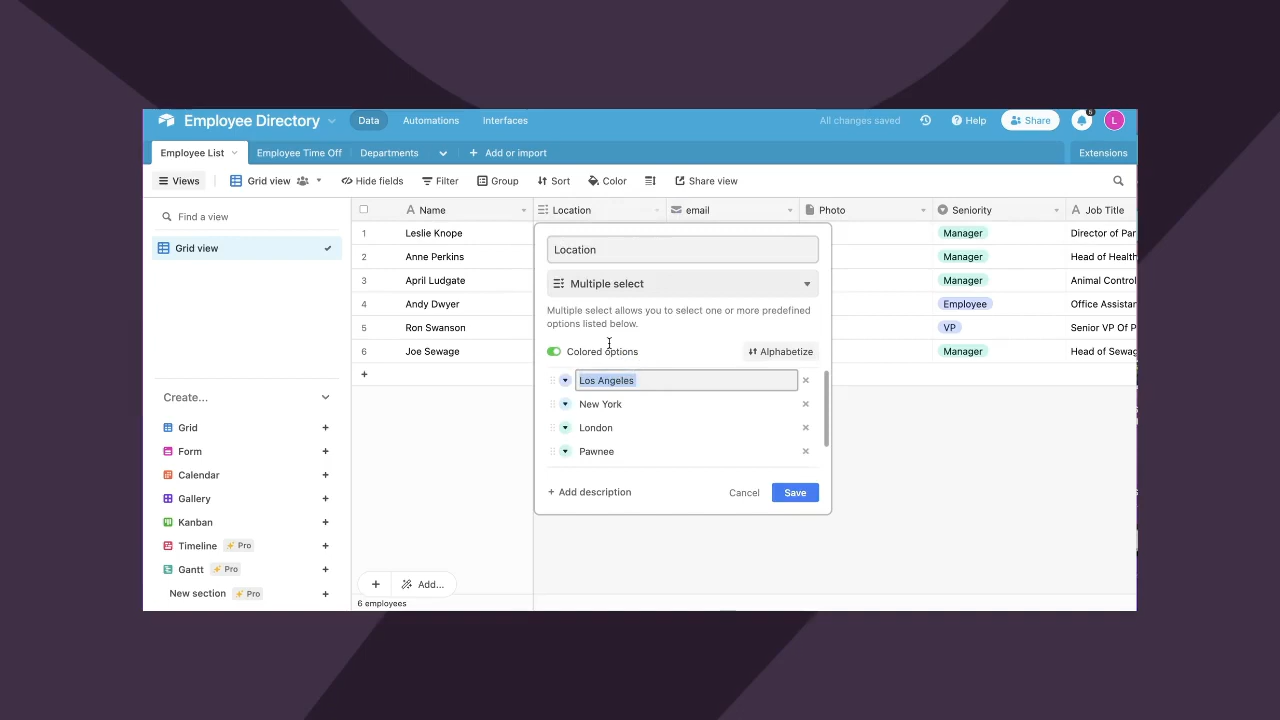 Employee Directory
Data
Automations
Interfaces
All changes saved
Help
Share
L
Employee List
Employee Time Off
Departments
+ Add or import
Extensions
Views
Grid view
Hide fields
Filter
Group
Sort
Color
Share view
Find a view
Grid view
Create...
Grid +
Form +
Calendar +
Gallery +
Kanban +
Timeline Pro +
Gantt Pro +
New section Pro +
A Name
Location
email
Photo
Seniority
A Job Title
1 Leslie Knope Manager Director of Par
2 Anne Perkins Manager Head of Health
3 April Ludgate Manager Animal Control
4 Andy Dwyer Employee Office Assistan
5 Ron Swanson VP Senior VP Of P
6 Joe Sewage Manager Head of Sewag
+
Location
Multiple select
Multiple select allows you to select one or more predefined
options listed below.
Colored options
Alphabetize
Los Angeles
New York
London
Pawnee
+ Add description
Cancel
Save
+ Add...
6 employees